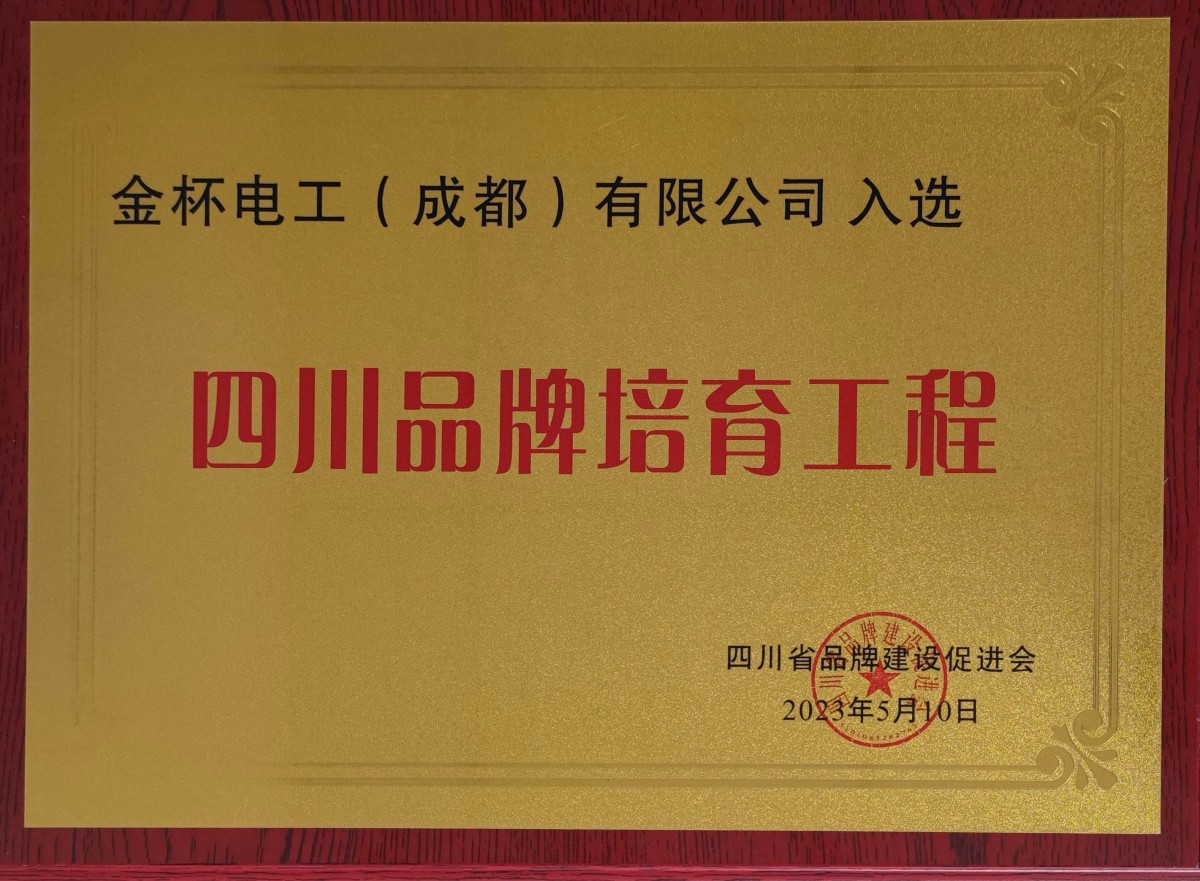 金杯电工（成都）有限公司 入选
四川品牌培育工程
四川省品牌建设促进会
2023年5月10日